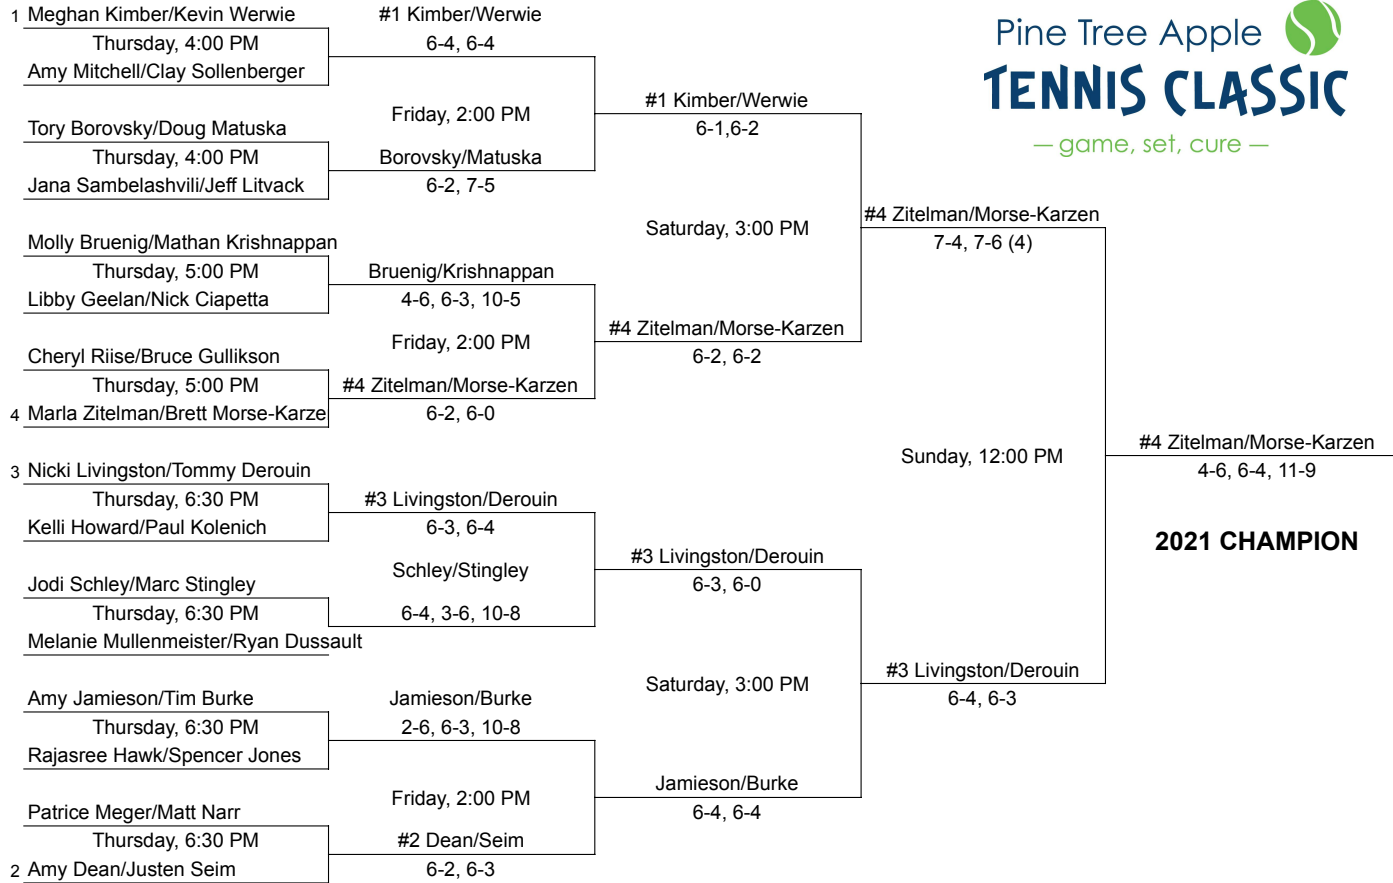 Pine Tree Apple
TENNIS CLASSIC
— game, set, cure —
1 Meghan Kimber/Kevin Werwie
Thursday, 4:00 PM
Amy Mitchell/Clay Sollenberger
Tory Borovsky/Doug Matuska
Thursday, 4:00 PM
Jana Sambelashvili/Jeff Litvack
Molly Bruenig/Mathan Krishnappan
Thursday, 5:00 PM
Libby Geelan/Nick Ciapetta
Cheryl Riise/Bruce Gullikson
Thursday, 5:00 PM
4 Marla Zitelman/Brett Morse-Karze
3 Nicki Livingston/Tommy Derouin
Thursday, 6:30 PM
Kelli Howard/Paul Kolenich
Jodi Schley/Marc Stingley
Thursday, 6:30 PM
Melanie Mullenmeister/Ryan Dussault
Amy Jamieson/Tim Burke
Thursday, 6:30 PM
Rajasree Hawk/Spencer Jones
Patrice Meger/Matt Narr
Thursday, 6:30 PM
2 Amy Dean/Justen Seim
#1 Kimber/Werwie
6-4, 6-4
Friday, 2:00 PM
Borovsky/Matuska
6-2, 7-5
Bruenig/Krishnappan
4-6, 6-3, 10-5
Friday, 2:00 PM
#4 Zitelman/Morse-Karzen
6-2, 6-0
#3 Livingston/Derouin
6-3, 6-4
Schley/Stingley
6-4, 3-6, 10-8
Jamieson/Burke
2-6, 6-3, 10-8
Friday, 2:00 PM
#2 Dean/Seim
6-2, 6-3
#1 Kimber/Werwie
6-1,6-2
Saturday, 3:00 PM
#4 Zitelman/Morse-Karzen
6-2, 6-2
#3 Livingston/Derouin
6-3, 6-0
Saturday, 3:00 PM
Jamieson/Burke
6-4, 6-4
#4 Zitelman/Morse-Karzen
7-4, 7-6 (4)
Sunday, 12:00 PM
#3 Livingston/Derouin
6-4, 6-3
#4 Zitelman/Morse-Karzen
4-6, 6-4, 11-9
2021 CHAMPION